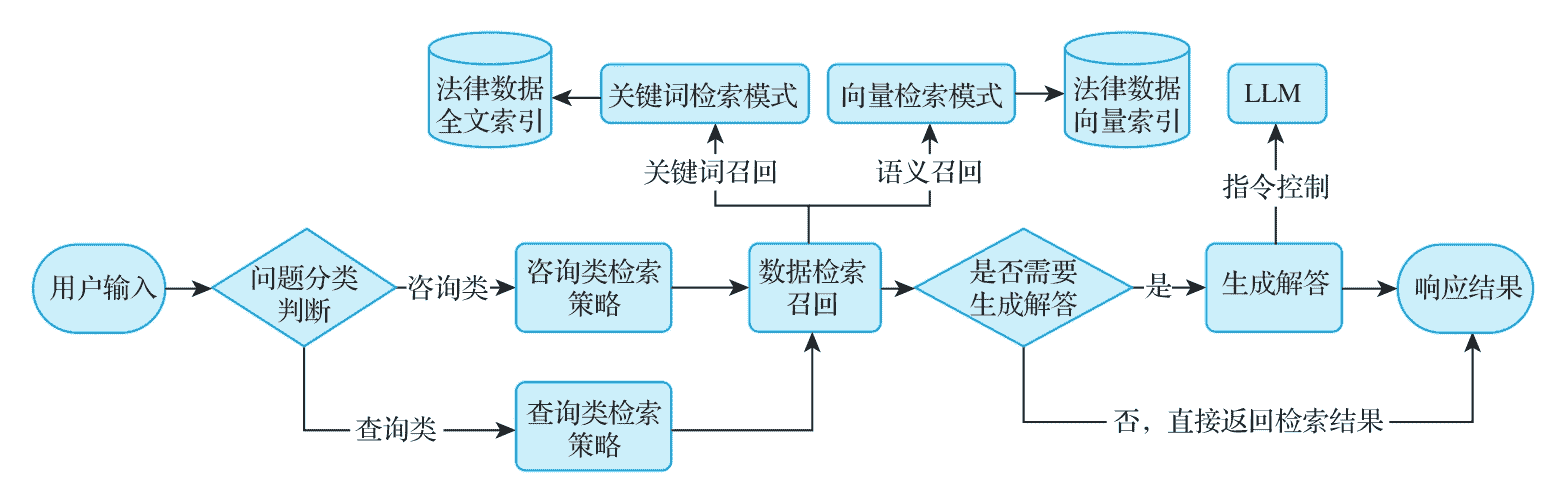 法律数据
全文索引
关键词检索模式
向量检索模式
法律数据
向量索引
LLM
关键词召回
语义召回
指令控制
用户输入
问题分类
判断
咨询类
咨询类检索
策略
数据检索
召回
是否需要
生成解答
是
生成解答
响应结果
查询类
查询类检索
策略
否，直接返回检索结果